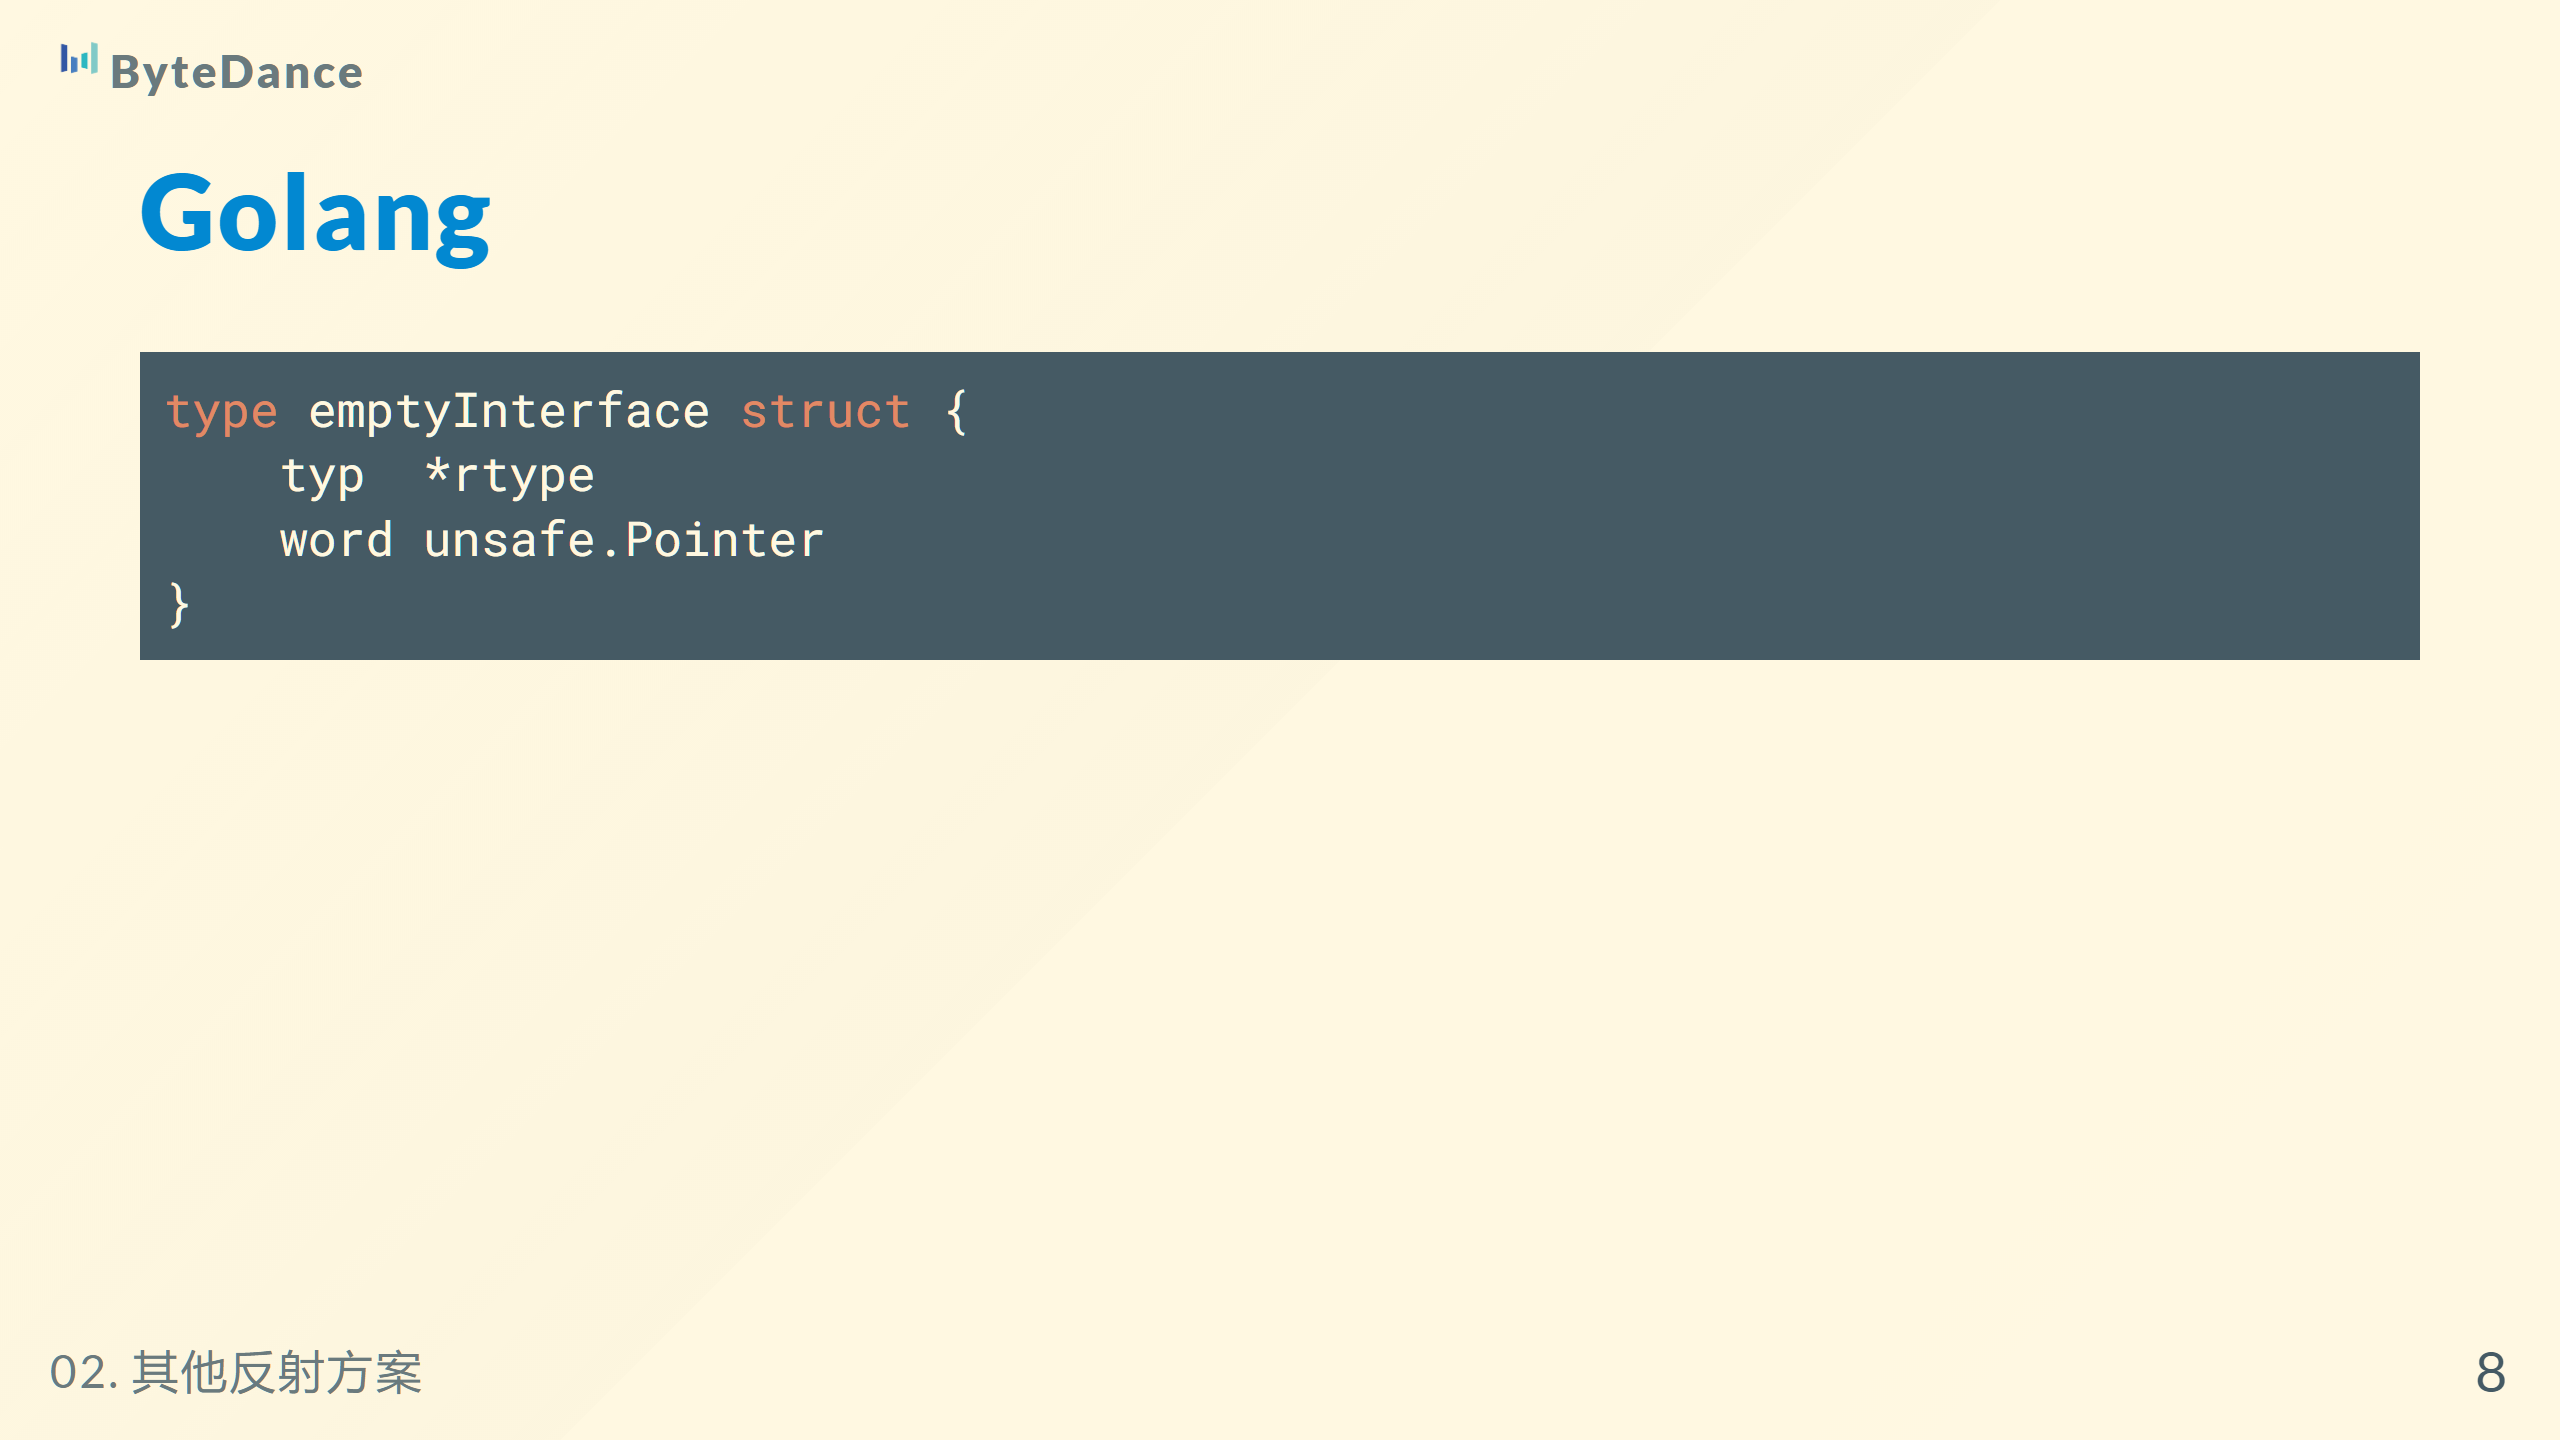 ByteDance
Golang
type emptyInterface struct {
    typ  *rtype
    word unsafe.Pointer
}
02. 其他反射方案
8